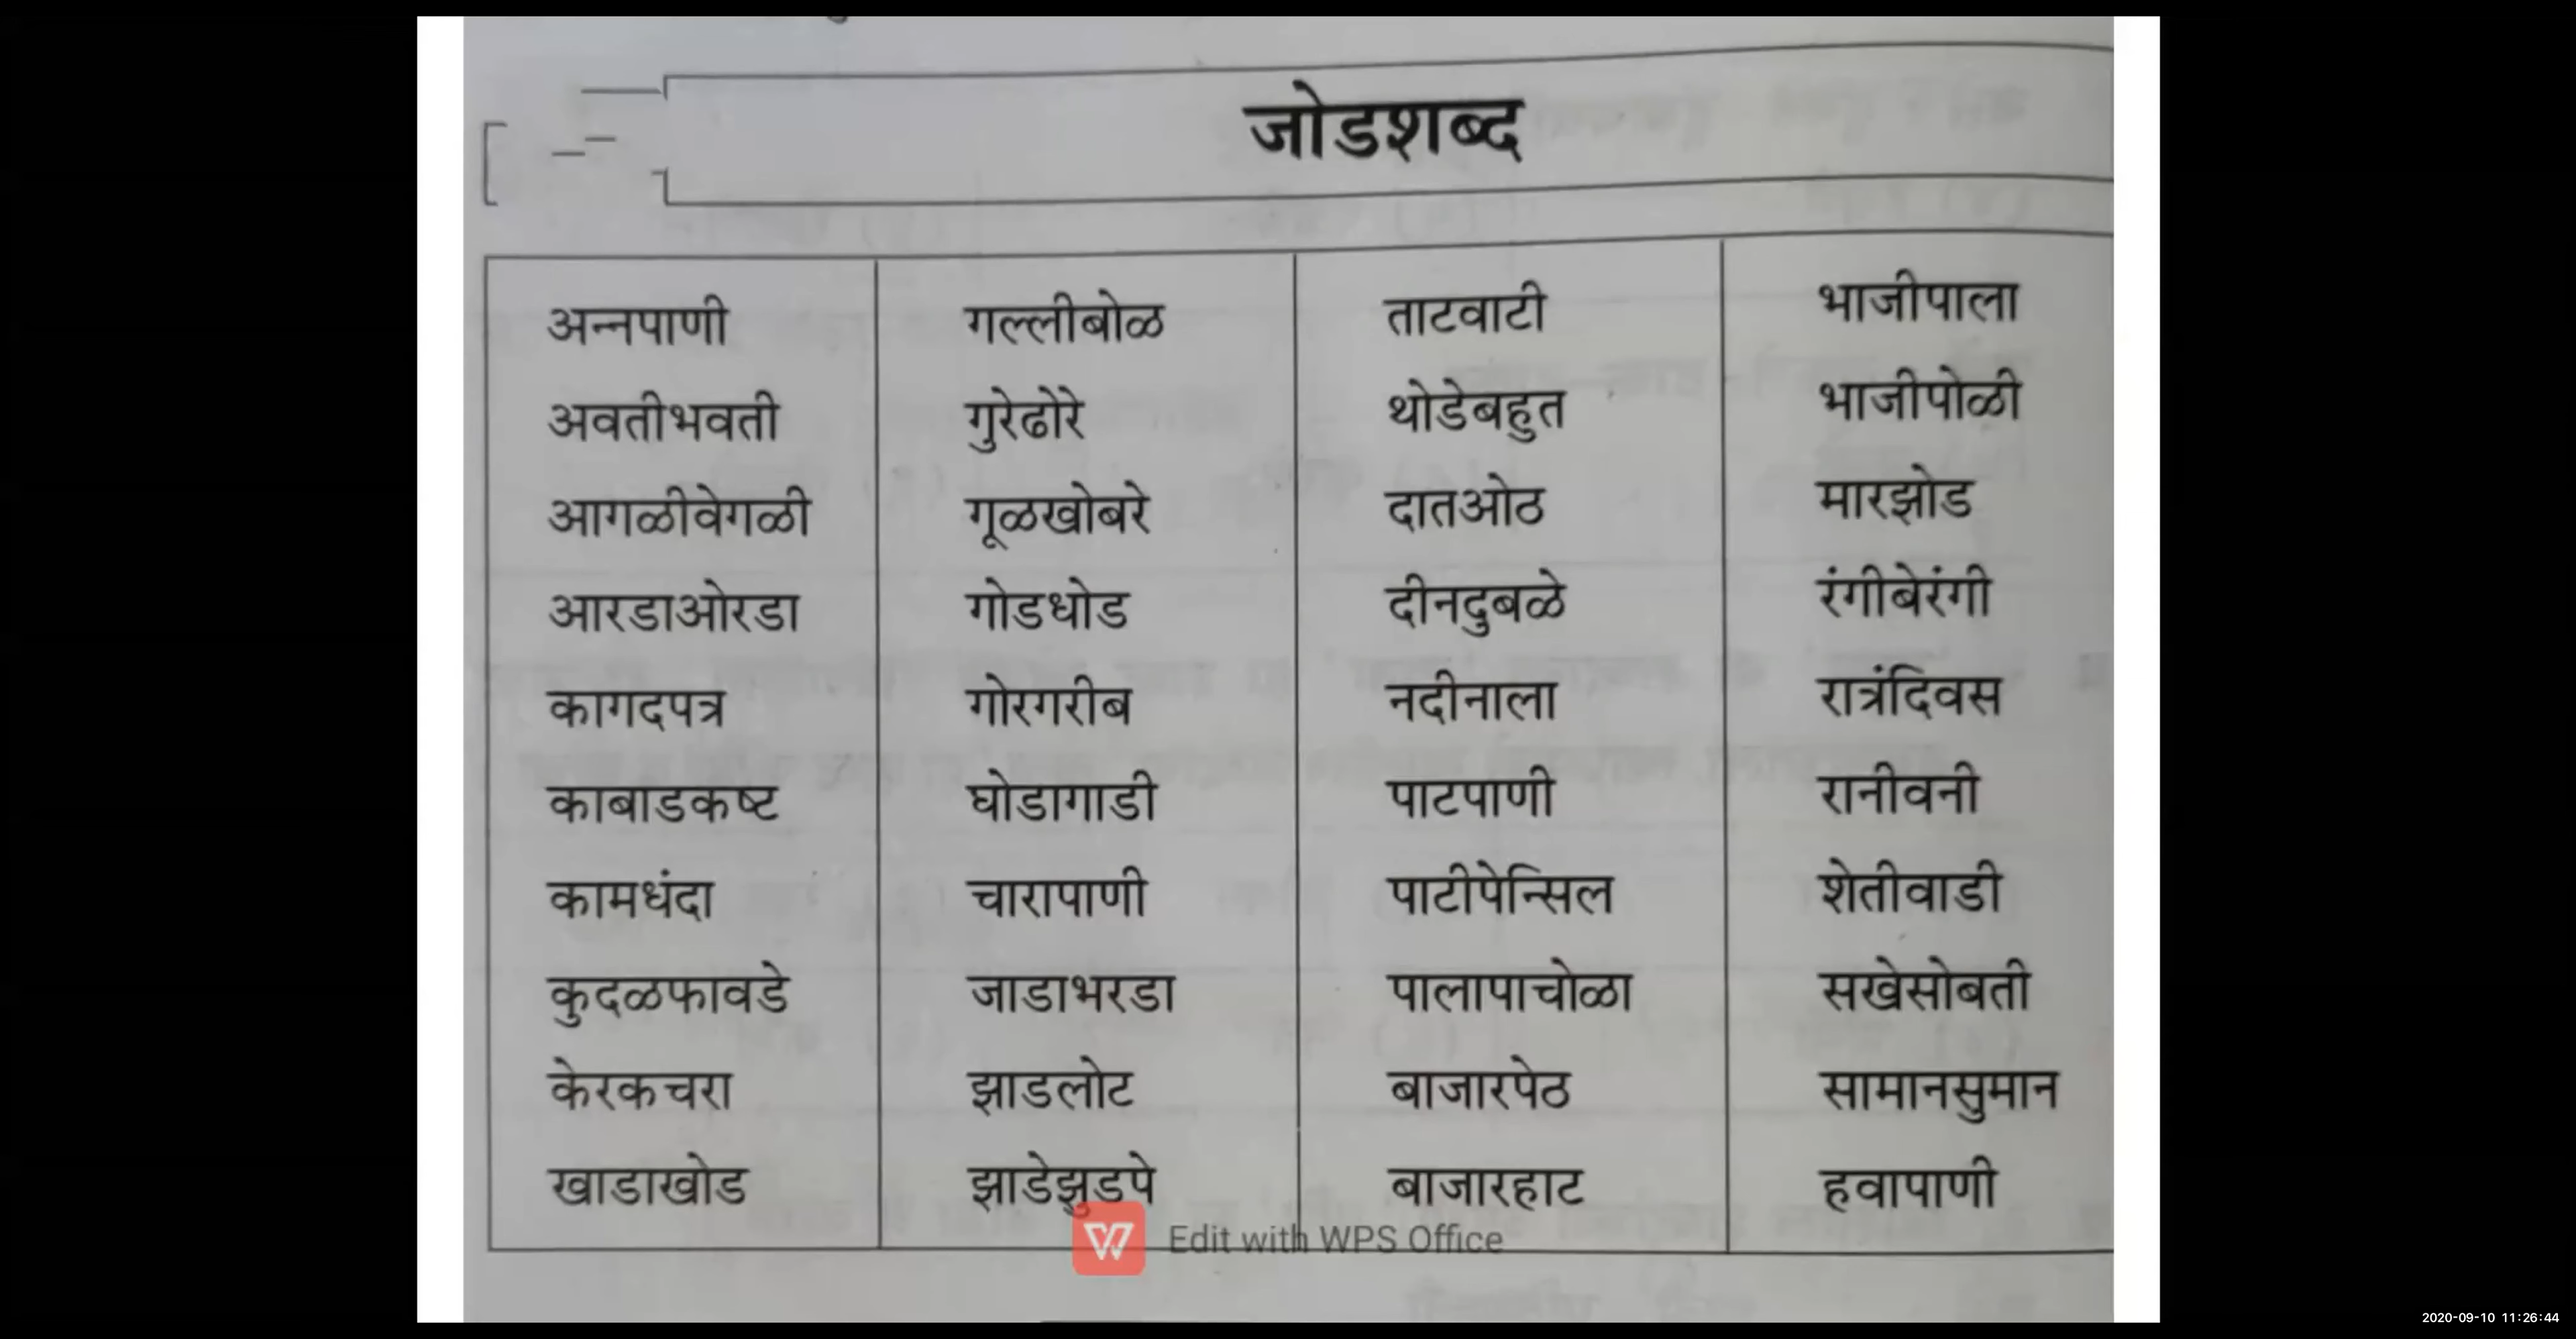 जोडशब्द
अन्नपाणी गल्लीबोळ ताटवाटी भाजीपाला
अवतीभवती गुरेढोरे थोडेबहुत भाजीपोळी
आगळीवेगळी गूळखोबरे दातओठ मारझोड
आरडाओरडा गोडधोड दीनदुबळे रंगीबेरंगी
कागदपत्र गोरगरीब नदीनाला रात्रंदिवस
काबाडकष्ट घोडागाडी पाटपाणी रानीवनी
कामधंदा चारापाणी पाटीपेन्सिल शेतीवाडी
कुदळफावडे जाडाभरडा पालापाचोळा सखेसोबती
केरकचरा झाडलोट बाजारपेठ सामानसुमान
खाडाखोड झाडेझुडपे बाजारहाट हवापाणी
Edit with WPS Office
2020-09-10 11:26:44